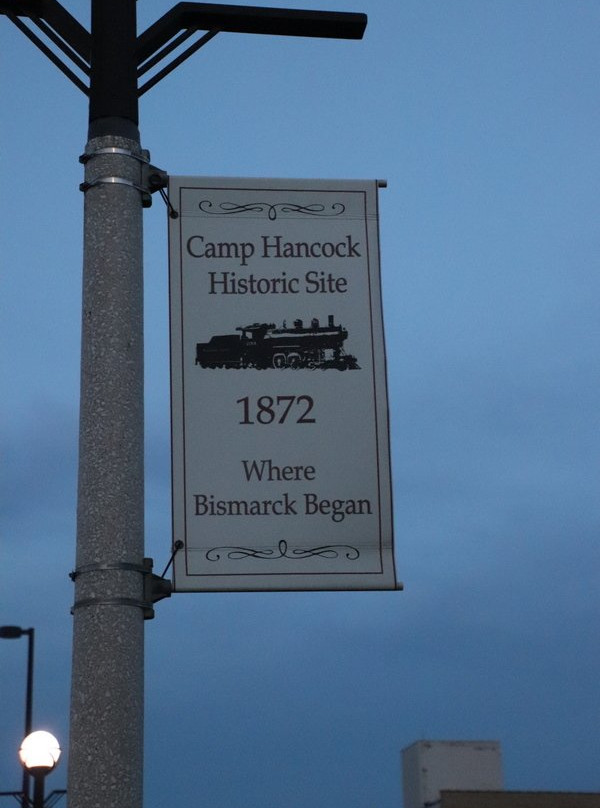 Camp Hancock
Historic Site
1872
Where
Bismarck Began